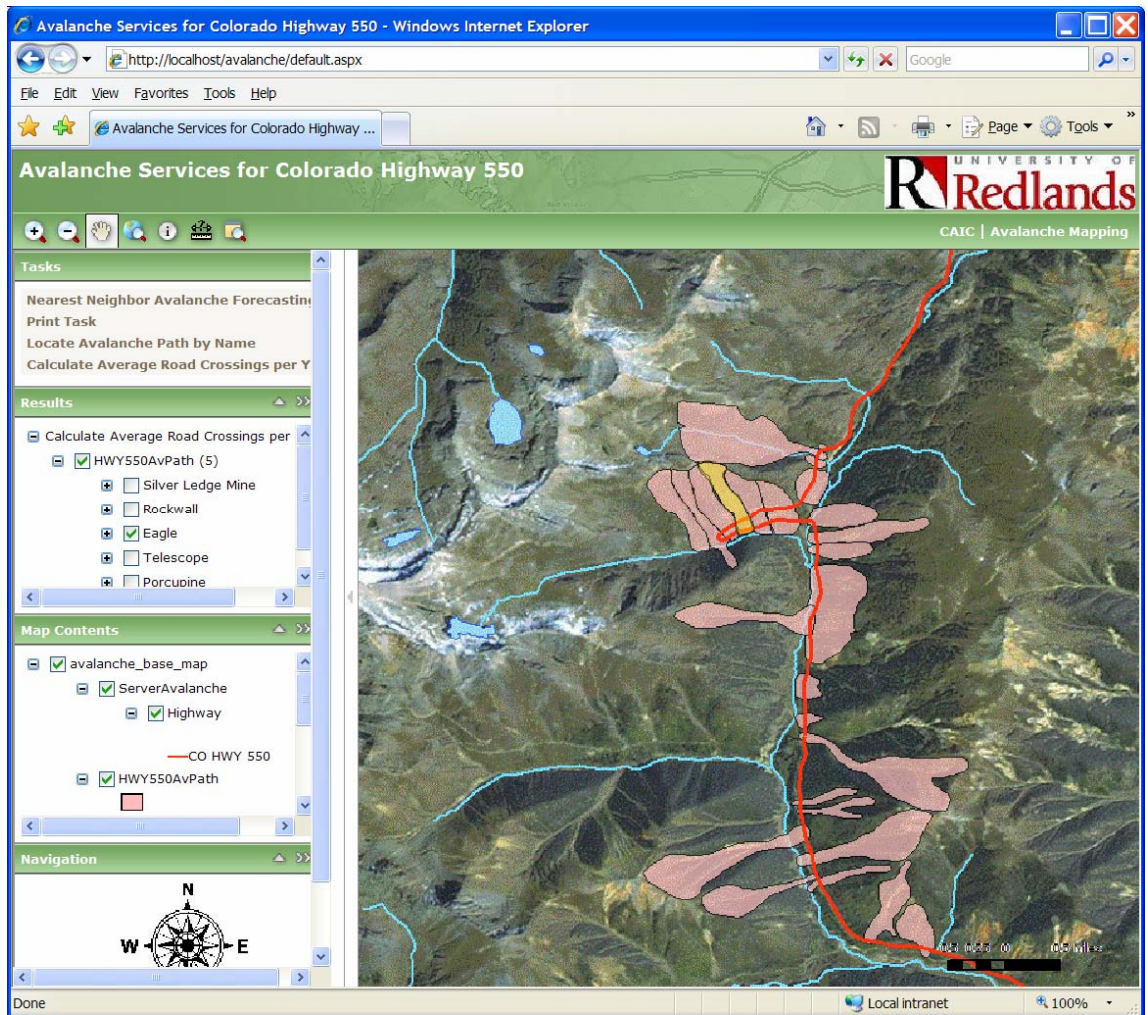 Avalanche Services for Colorado Highway 550 - Windows Internet Explorer
http://localhost/avalanche/default.aspx
Google
File Edit View Favorites Tools Help
Avalanche Services for Colorado Highway ...
Page Tools »
Avalanche Services for Colorado Highway 550
UNIVERSITY OF
Redlands
CAIC | Avalanche Mapping
Tasks
Nearest Neighbor Avalanche Forecasting
Print Task
Locate Avalanche Path by Name
Calculate Average Road Crossings per Y
Results
Calculate Average Road Crossings per
HWY550AvPath (5)
Silver Ledge Mine
Rockwall
Eagle
Telescope
Porcupine
Map Contents
avalanche_base_map
ServerAvalanche
Highway
CO HWY 550
HWY550AvPath
Navigation
N
W E
Done
Local intranet
100%